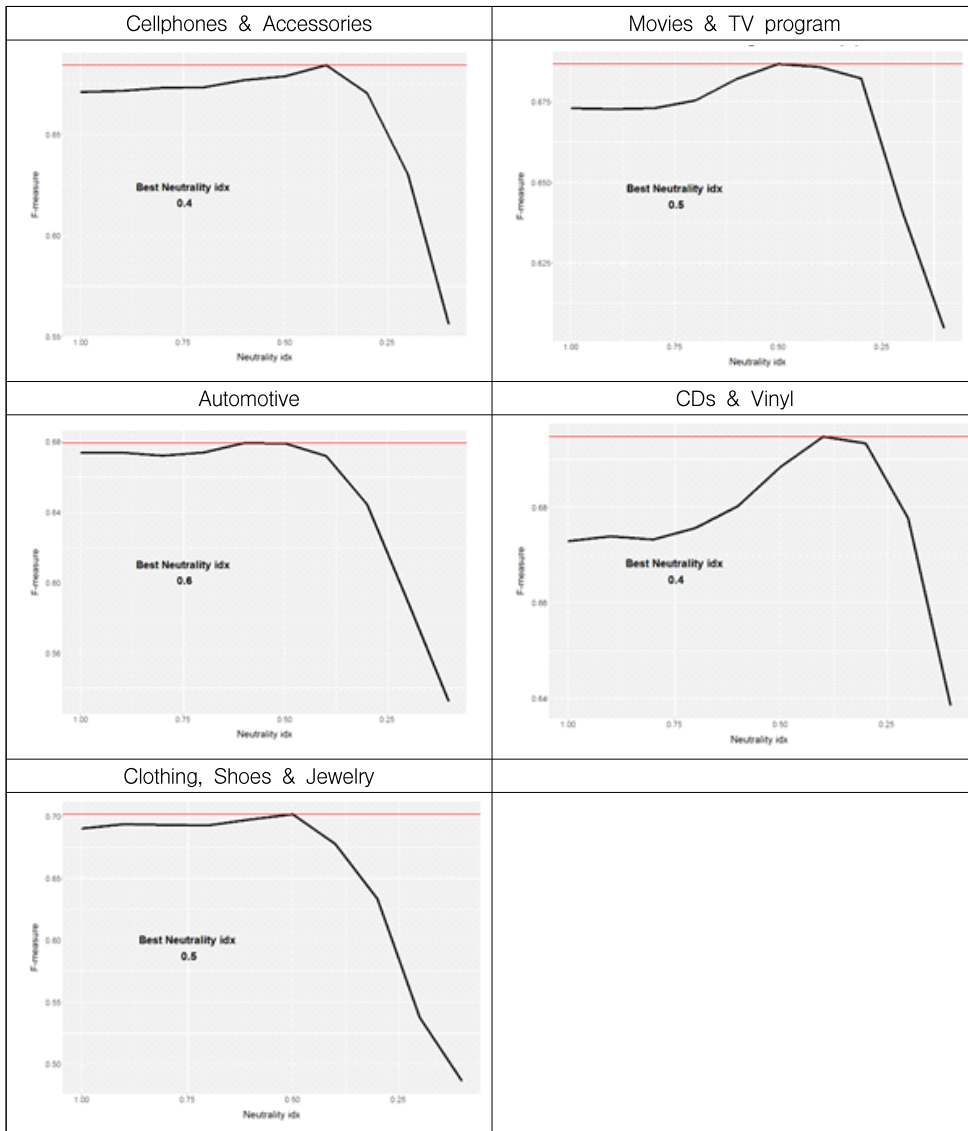 Cellphones & Accessories
Movies & TV program
0.65
0.60
0.55
F-measure
Best Neutrality idx
0.4
1.00 0.75 0.50 0.25
Neutrality idx
0.675
0.650
0.625
F-measure
Best Neutrality idx
0.5
1.00 0.75 0.50 0.25
Neutrality idx
Automotive
CDs & Vinyl
0.68
0.64
0.60
0.56
F-measure
Best Neutrality idx
0.6
1.00 0.75 0.50 0.25
Neutrality idx
0.68
0.66
0.64
F-measure
Best Neutrality idx
0.4
1.00 0.75 0.50 0.25
Neutrality idx
Clothing, Shoes & Jewelry
0.70
0.65
0.60
0.55
0.50
F-measure
Best Neutrality idx
0.5
1.00 0.75 0.50 0.25
Neutrality idx